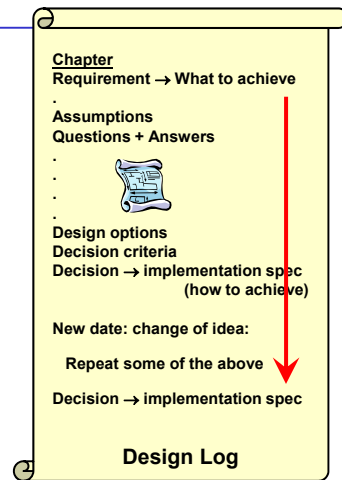 Chapter
Requirement → What to achieve
.
Assumptions
Questions + Answers
.
.
.
.
Design options
Decision criteria
Decision → implementation spec
(how to achieve)
New date: change of idea:
Repeat some of the above
Decision → implementation spec
Design Log